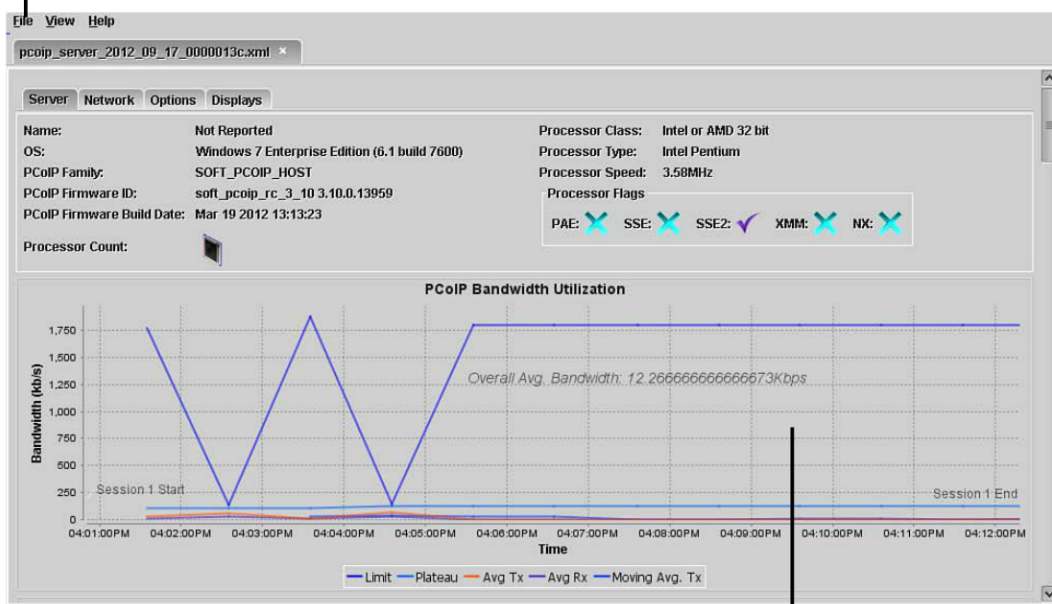 File View Help
pcoip_server_2012_09_17_0000013c.xml ×
Server Network Options Displays
Name: Not Reported
OS: Windows 7 Enterprise Edition (6.1 build 7600)
PCoIP Family: SOFT_PCOIP_HOST
PCoIP Firmware ID: soft_pcoip_rc_3_10 3.10.0.13959
PCoIP Firmware Build Date: Mar 19 2012 13:13:23
Processor Count:
Processor Class: Intel or AMD 32 bit
Processor Type: Intel Pentium
Processor Speed: 3.58MHz
Processor Flags
PAE: SSE: SSE2: XMM: NX:
PCoIP Bandwidth Utilization
Bandwidth (kb/s)
1,750
1,500
1,250
1,000
750
500
250
0
Overall Avg. Bandwidth: 12.266666666666673Kbps
Session 1 Start
Session 1 End
04:01:00PM 04:02:00PM 04:03:00PM 04:04:00PM 04:05:00PM 04:06:00PM 04:07:00PM 04:08:00PM 04:09:00PM 04:10:00PM 04:11:00PM 04:12:00PM
Time
Limit Plateau Avg Tx Avg Rx Moving Avg. Tx